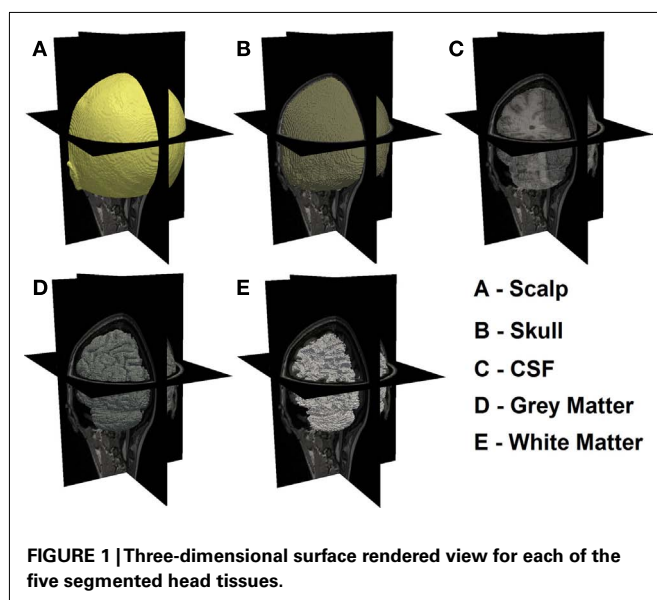 A
B
C
D
E
A - Scalp
B - Skull
C - CSF
D - Grey Matter
E - White Matter
FIGURE 1 | Three-dimensional surface rendered view for each of the
five segmented head tissues.